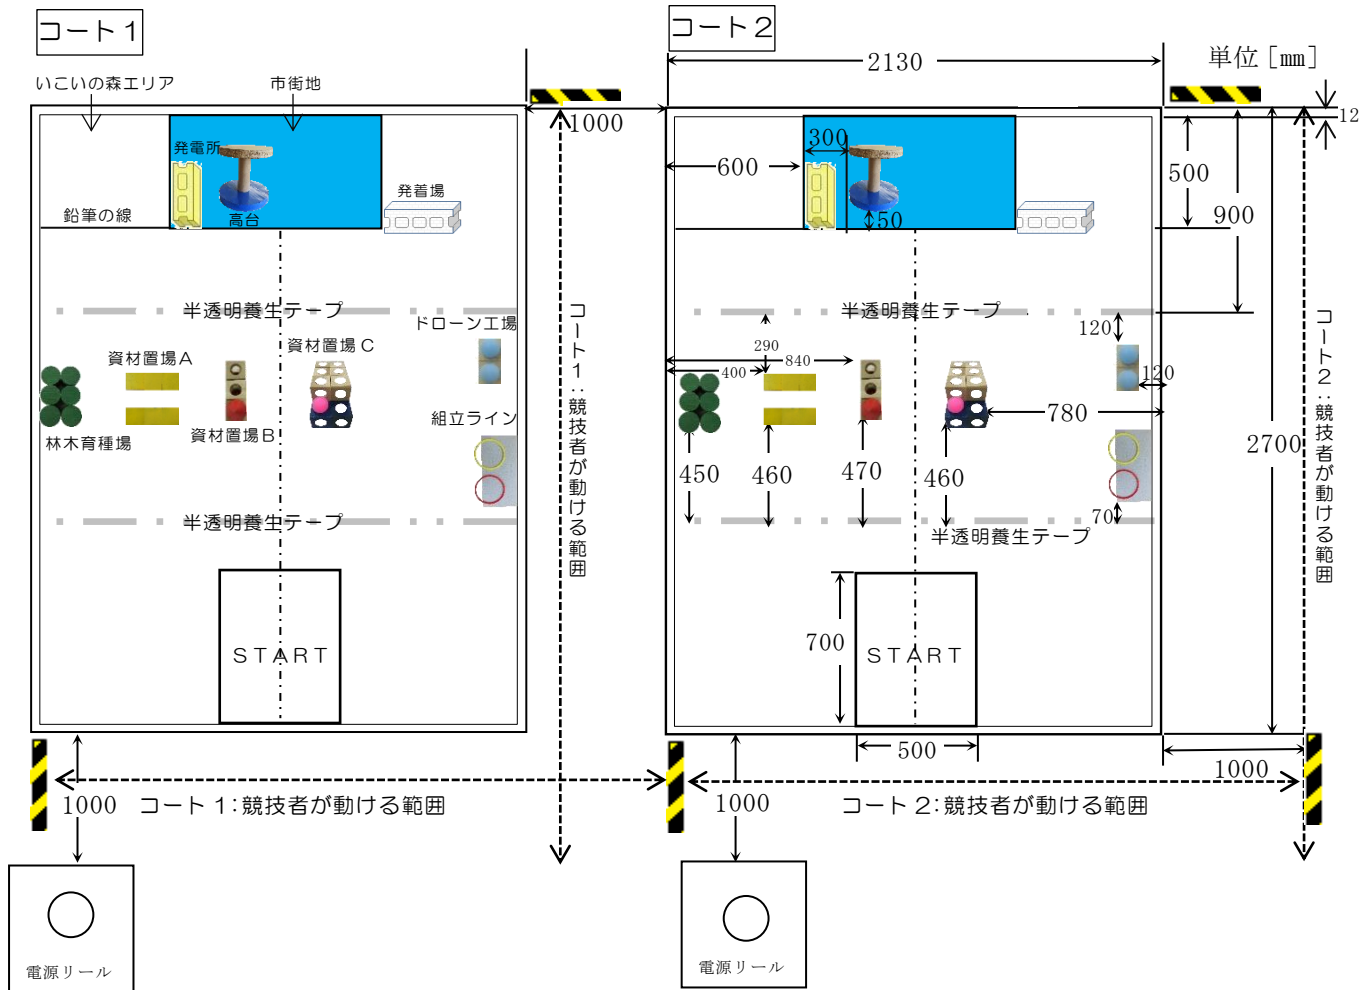 コート1
コート2
単位［mm］
2130
いこいの森エリア
市街地
1000
12
発電所
300
600
500
発着場
900
鉛筆の線
高台
50
半透明養生テープ
半透明養生テープ
ドローン工場
120
資材置場A
資材置場C
290
840
400
120
コート1：競技者が動ける範囲
コート2：競技者が動ける範囲
780
組立ライン
資材置場B
林木育種場
2700
450
460
470
460
70
半透明養生テープ
半透明養生テープ
START
700
START
500
1000
1000
コート1:競技者が動ける範囲
1000
コート2:競技者が動ける範囲
電源リール
電源リール